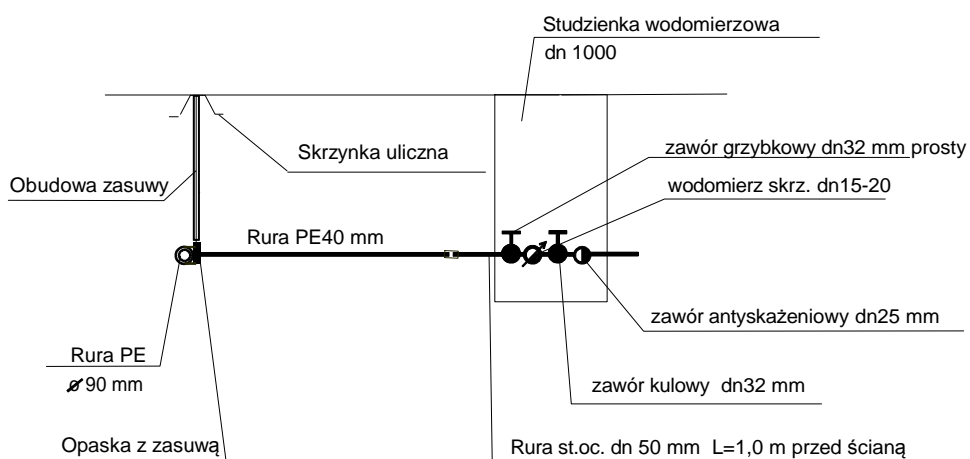 Studzienka wodomierzowa
dn 1000
Skrzynka uliczna
zawór grzybkowy dn32 mm prosty
Obudowa zasuwy
wodomierz skrz. dn15-20
Rura PE40 mm
zawór antyskażeniowy dn25 mm
Rura PE
ø 90 mm
zawór kulowy dn32 mm
Opaska z zasuwą
Rura st.oc. dn 50 mm L=1,0 m przed ścianą